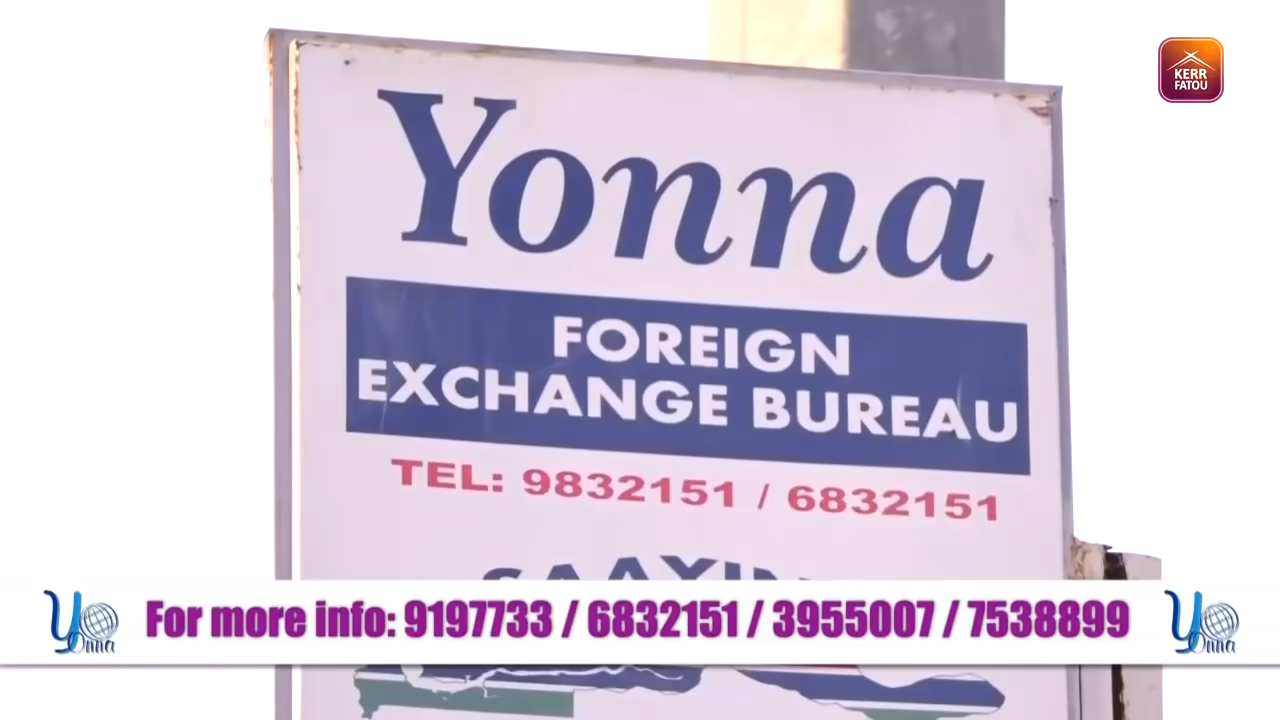 KERR
FATOU
Yonna
FOREIGN
EXCHANGE BUREAU
TEL: 9832151 / 6832151
For more info: 9197733 / 6832151 / 3955007 / 7538899
Yonna
Yonna